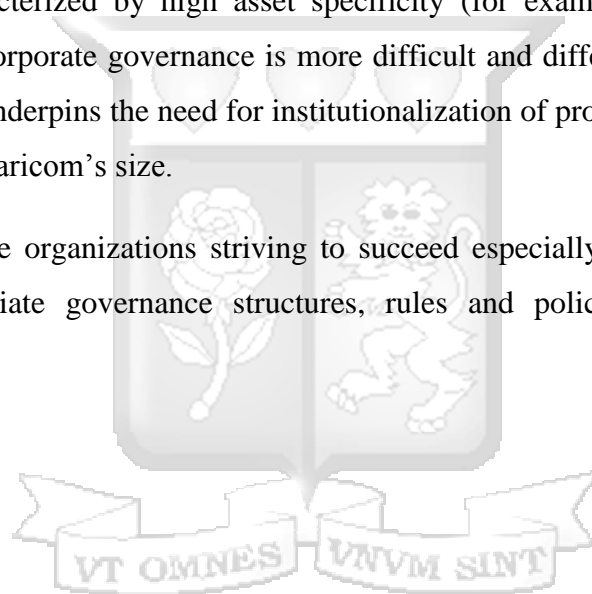 cterized by high asset specificity (for exam
orporate governance is more difficult and diffe
nderpins the need for institutionalization of pro
aricom’s size.
e organizations striving to succeed especially
iate governance structures, rules and polic
VT OMNES VNVM SINT